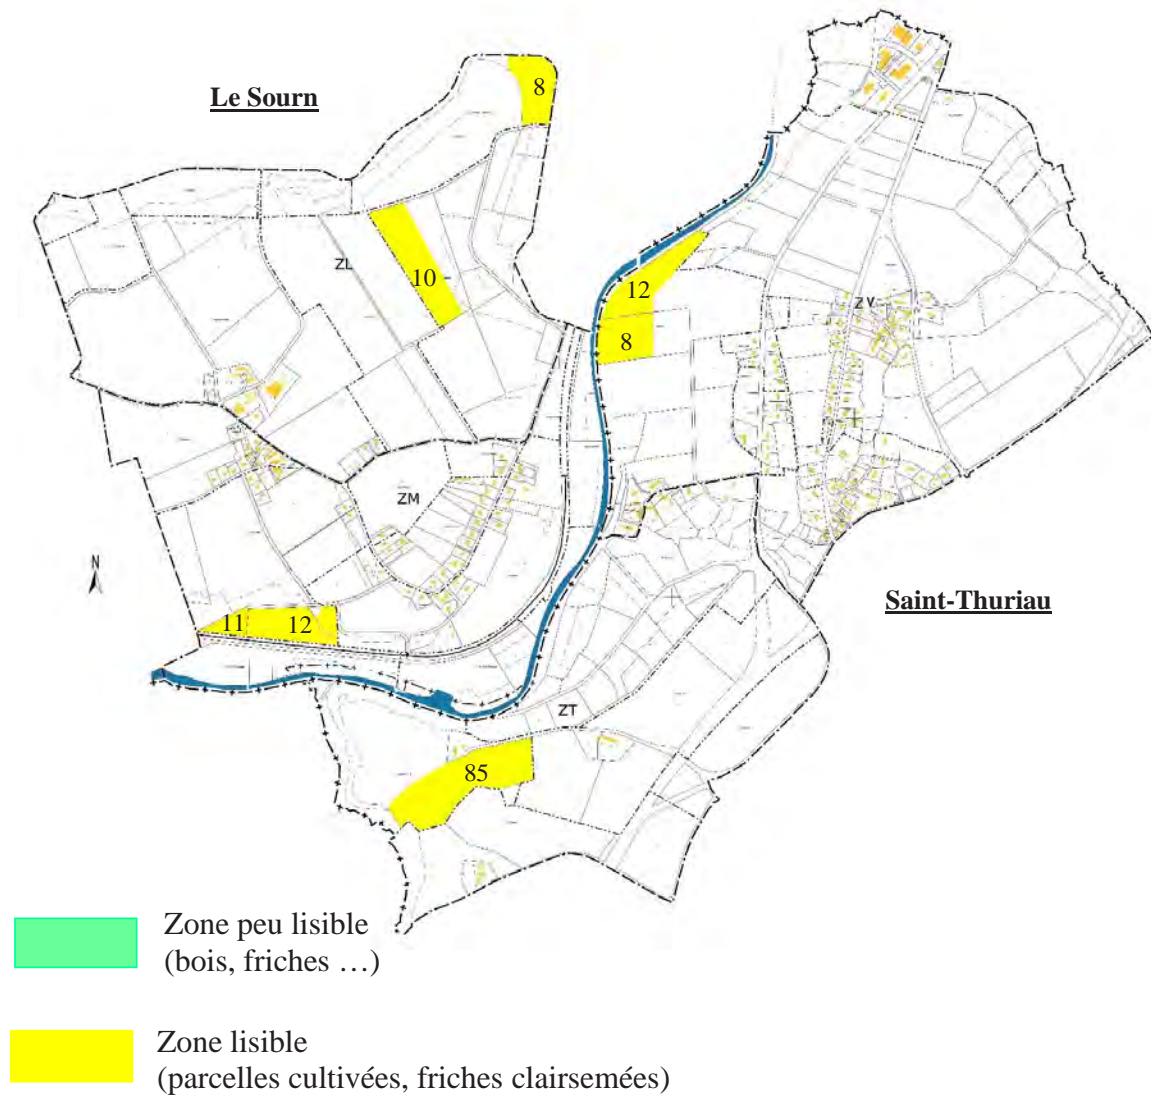 Le Sourn
8
ZL
10
12
ZV
8
ZM
N
Saint-Thuriau
11
12
ZT
85
Zone peu lisible
(bois, friches …)
Zone lisible
(parcelles cultivées, friches clairsemées)